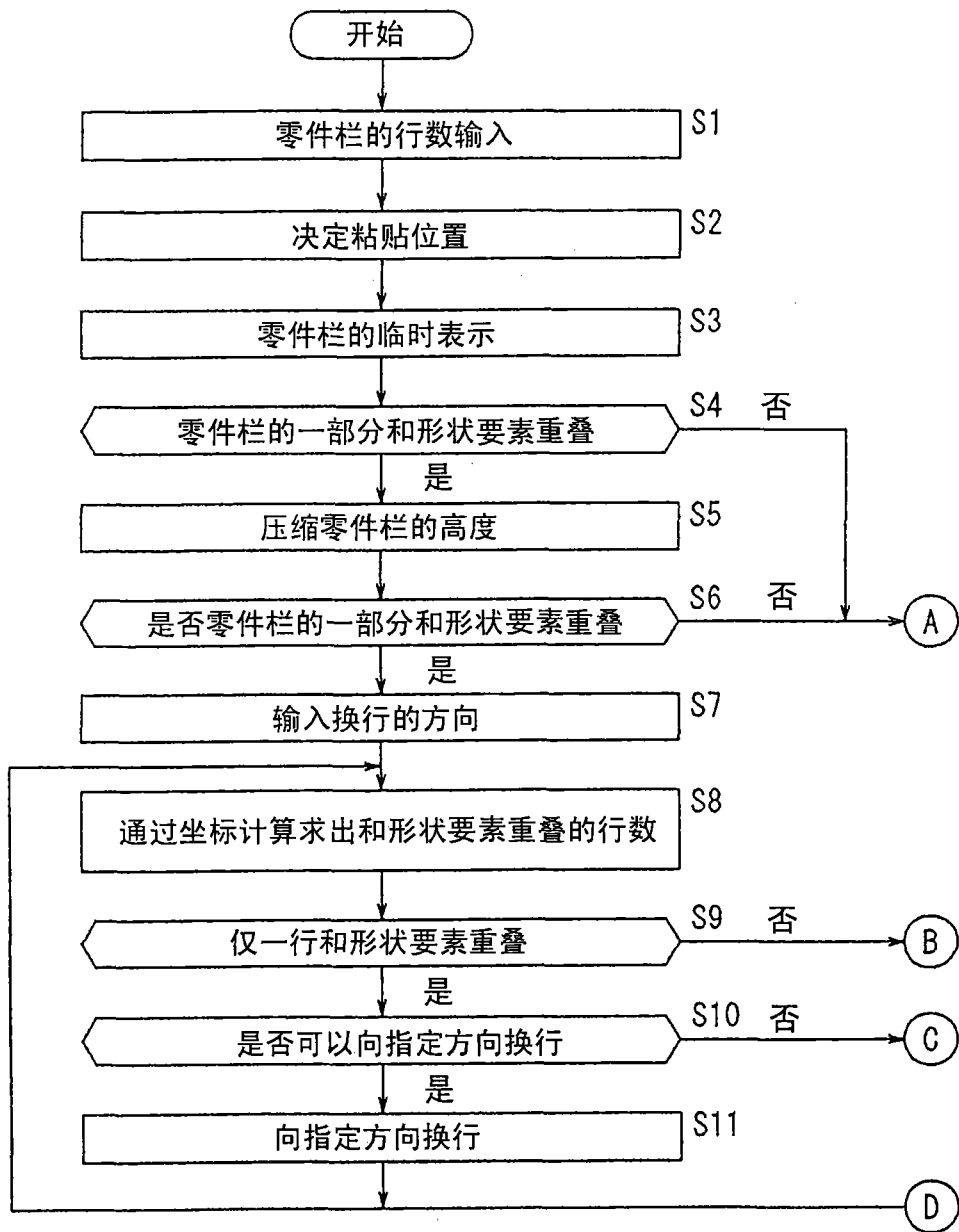 开始
零件栏的行数输入 S1
决定粘贴位置 S2
零件栏的临时表示 S3
零件栏的一部分和形状要素重叠 S4 否
是
压缩零件栏的高度 S5
是否零件栏的一部分和形状要素重叠 S6 否 A
是
输入换行的方向 S7
通过坐标计算求出和形状要素重叠的行数 S8
仅一行和形状要素重叠 S9 否 B
是
是否可以向指定方向换行 S10 否 C
是
向指定方向换行 S11
D